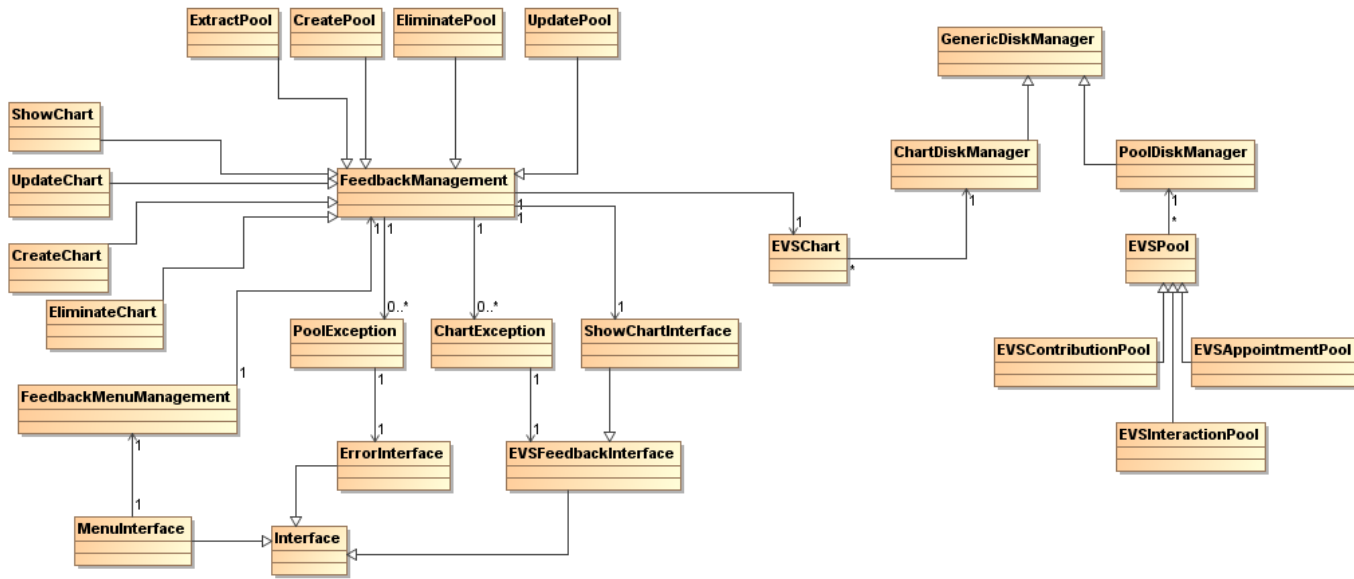 ExtractPool
CreatePool
EliminatePool
UpdatePool
GenericDiskManager
ShowChart
ChartDiskManager
PoolDiskManager
UpdateChart
FeedbackManagement
1
1
1
1
1
1
1
1
1
*
CreateChart
EVSChart
EVSPool
*
EliminateChart
0..*
0..*
1
PoolException
ChartException
ShowChartInterface
EVSContributionPool
EVSAppointmentPool
1
1
1
FeedbackMenuManagement
1
1
1
EVSInteractionPool
ErrorInterface
EVSFeedbackInterface
1
MenuInterface
Interface